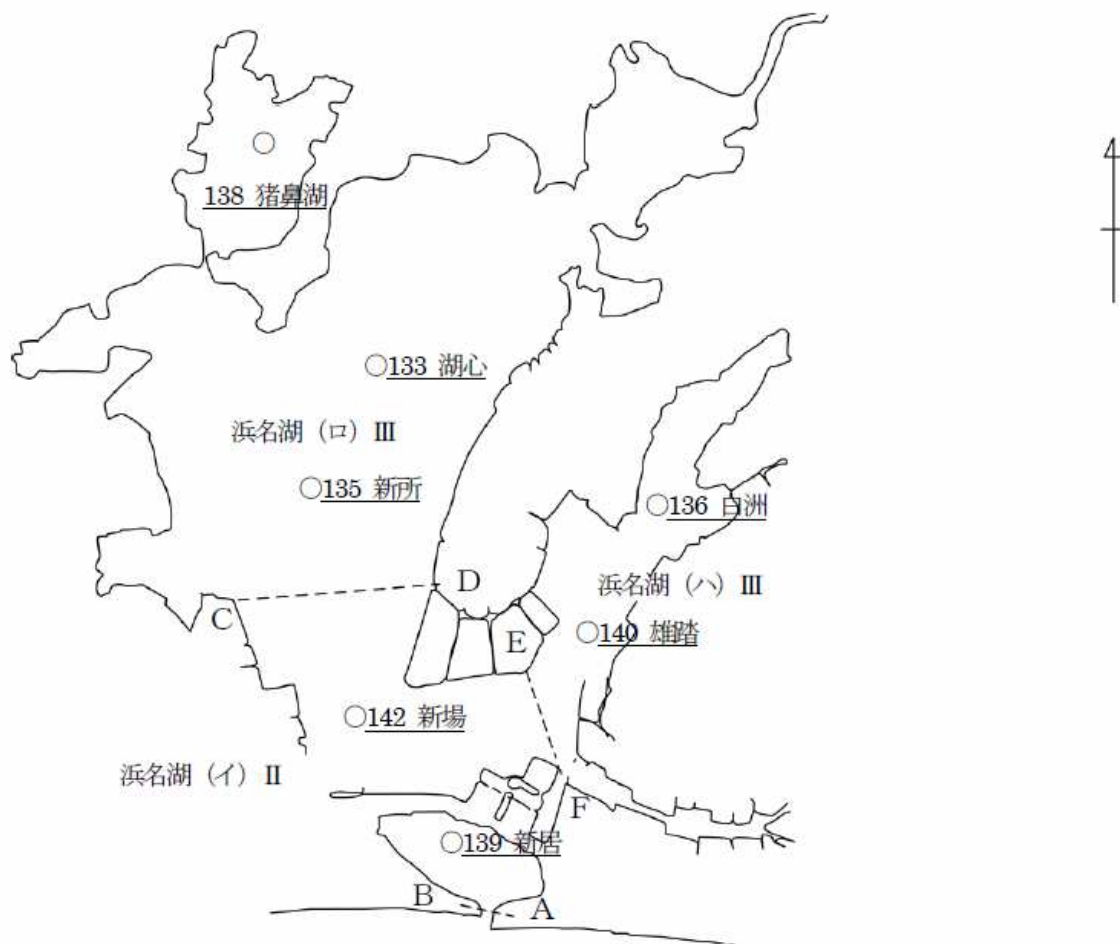 138 猪鼻湖
133 湖心
浜名湖（ロ）Ⅲ
135 新所
136 白洲
D
浜名湖（ハ）Ⅲ
C
E
140 雄踏
142 新場
浜名湖（イ）Ⅱ
F
139 新居
B
A